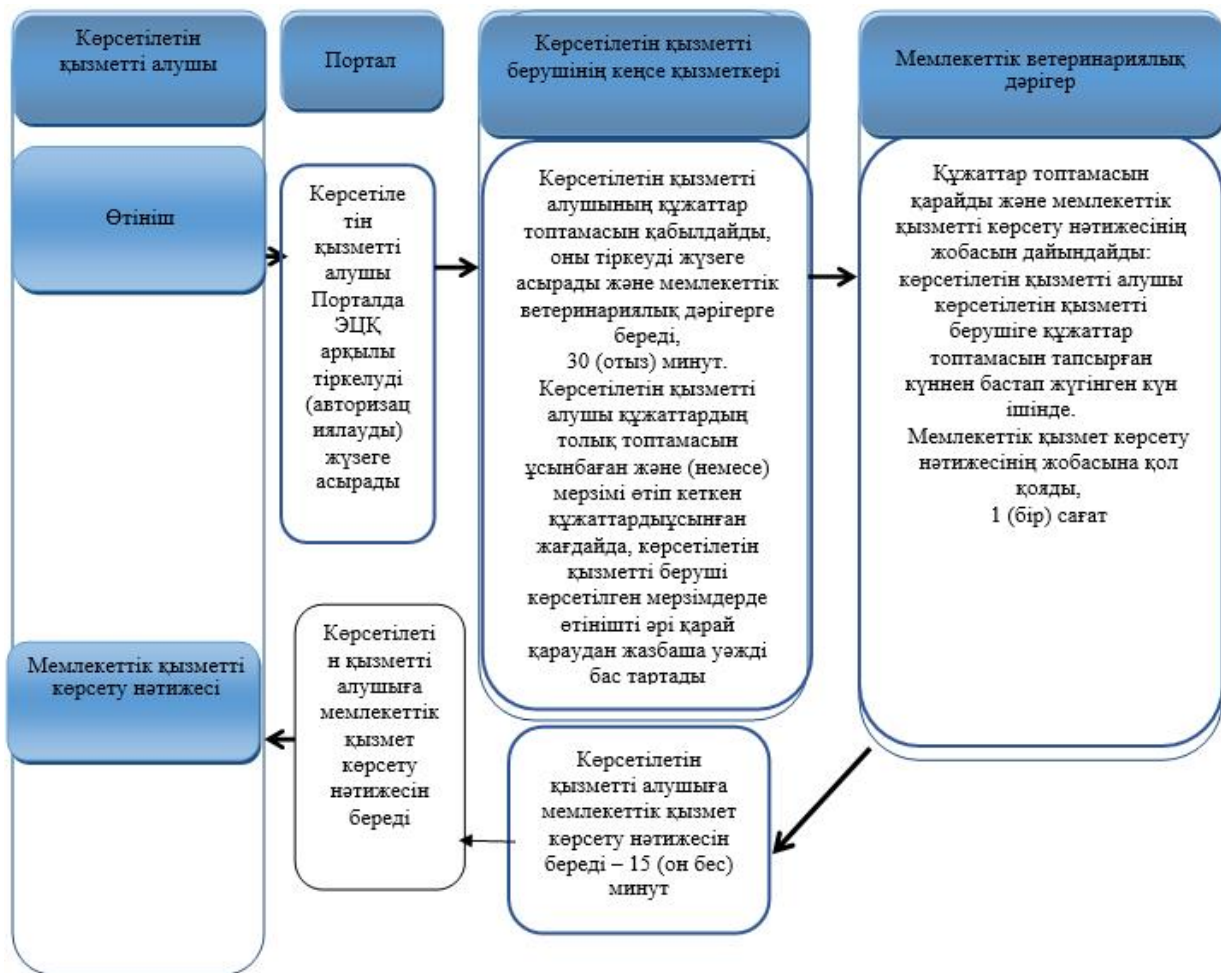 Көрсетілетін
қызметті алушы
Портал
Көрсетілетін қызметті
берушінің кеңсе қызметкері
Мемлекеттік ветеринариялық
дәрігер
Өтініш
Көрсетіле
тін
қызметті
алушы
Порталда
ЭЦҚ
арқылы
тіркелуді
(авторизац
иялауды)
жүзеге
асырады
Көрсетілетін қызметті
алушының құжаттар
топтамасын қабылдайды,
оны тіркеуді жүзеге
асырады және мемлекеттік
ветеринариялық дәрігерге
береді,
30 (отыз) минут.
Көрсетілетін қызметті
алушы құжаттардың
толық топтамасын
ұсынбаған және (немесе)
мерзімі өтіп кеткен
құжаттардыұсынған
жағдайда, көрсетілетін
қызметті беруші
көрсетілген мерзімдерде
өтінішті әрі қарай
қараудан жазбаша уәжді
бас тартады
Құжаттар топтамасын
қарайды және мемлекеттік
қызметті көрсету нәтижесінің
жобасын дайындайды:
көрсетілетін қызметті алушы
көрсетілетін қызметті
берушіге құжаттар
топтамасын тапсырған
күннен бастап жүгінген күн
ішінде.
Мемлекеттік қызмет көрсету
нәтижесінің жобасына қол
қояды,
1 (бір) сағат
Көрсетілетін
қызметті алушыға
мемлекеттік қызмет
көрсету нәтижесін
береді – 15 (он бес)
минут
Көрсетілеті
н қызметті
алушыға
мемлекеттік
қызмет
көрсету
нәтижесін
береді
Мемлекеттік қызметті
көрсету нәтижесі